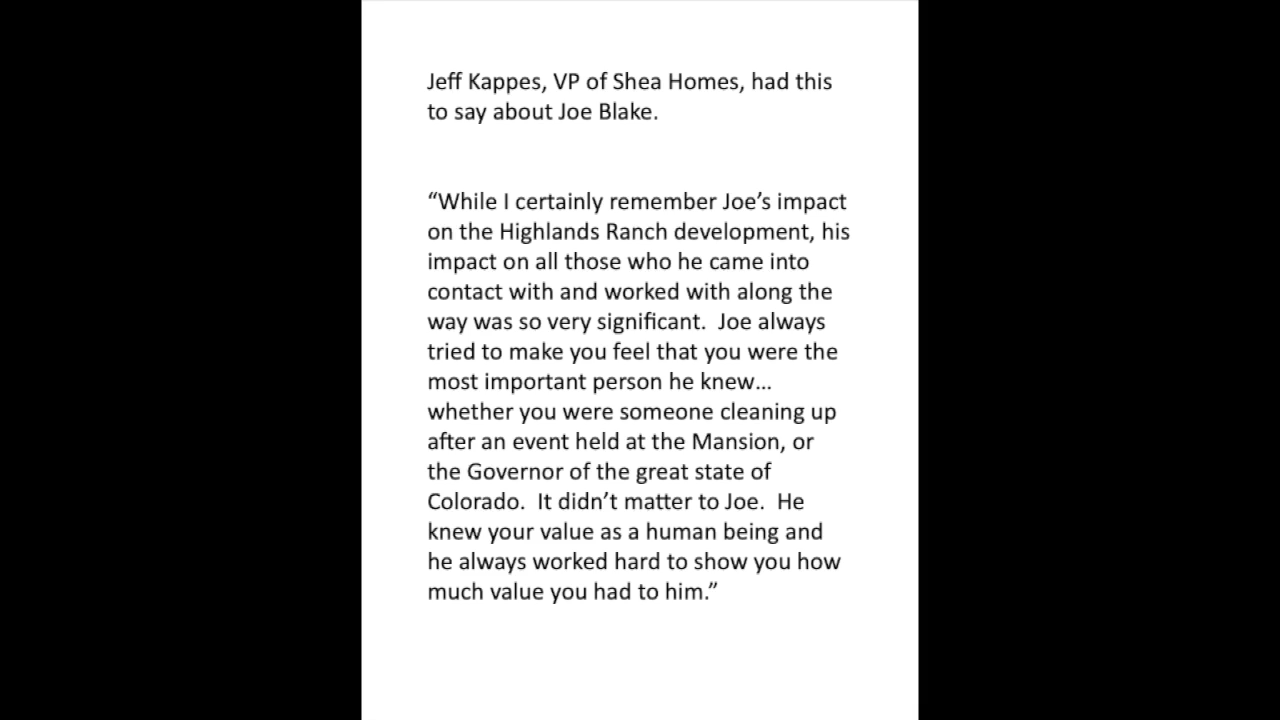 Jeff Kappes, VP of Shea Homes, had this
to say about Joe Blake.
“While I certainly remember Joe’s impact
on the Highlands Ranch development, his
impact on all those who he came into
contact with and worked with along the
way was so very significant.  Joe always
tried to make you feel that you were the
most important person he knew…
whether you were someone cleaning up
after an event held at the Mansion, or
the Governor of the great state of
Colorado.  It didn’t matter to Joe.  He
knew your value as a human being and
he always worked hard to show you how
much value you had to him.”